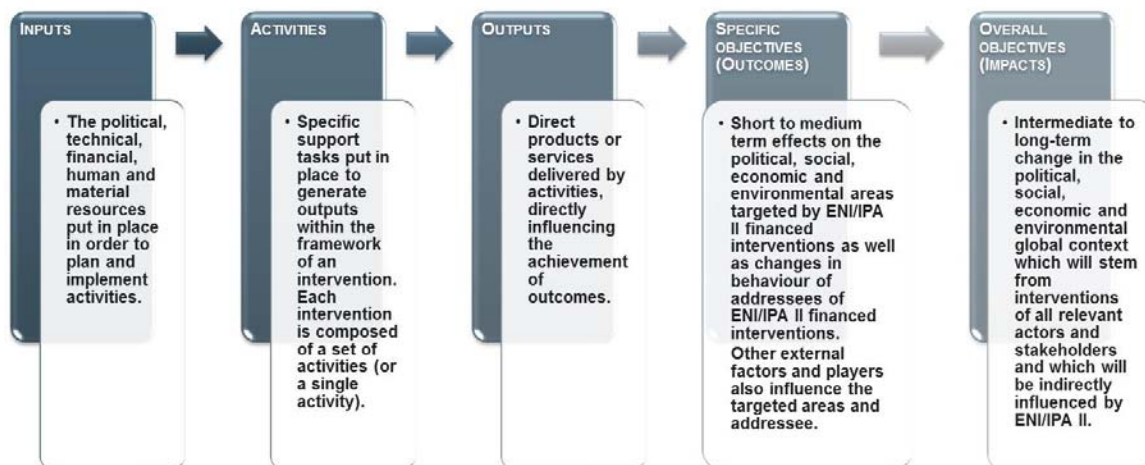 INPUTS
• The political,
technical,
financial,
human and
material
resources
put in place
in order to
plan and
implement
activities.
ACTIVITIES
• Specific
support
tasks put in
place to
generate
outputs
within the
framework
of an
intervention.
Each
intervention
is composed
of a set of
activities (or
a single
activity).
OUTPUTS
• Direct
products or
services
delivered by
activities,
directly
influencing
the
achievement
of
outcomes.
SPECIFIC
OBJECTIVES
(OUTCOMES)
• Short to medium
term effects on the
political, social,
economic and
environmental areas
targeted by ENI/IPA
II financed
interventions as well
as changes in
behaviour of
addressees of
ENI/IPA II financed
interventions.
Other external
factors and players
also influence the
targeted areas and
addressee.
OVERALL
OBJECTIVES
(IMPACTS)
• Intermediate to
long-term
change in the
political,
social,
economic and
environmental
global context
which will stem
from
interventions
of all relevant
actors and
stakeholders
and which will
be indirectly
influenced by
ENI/IPA II.